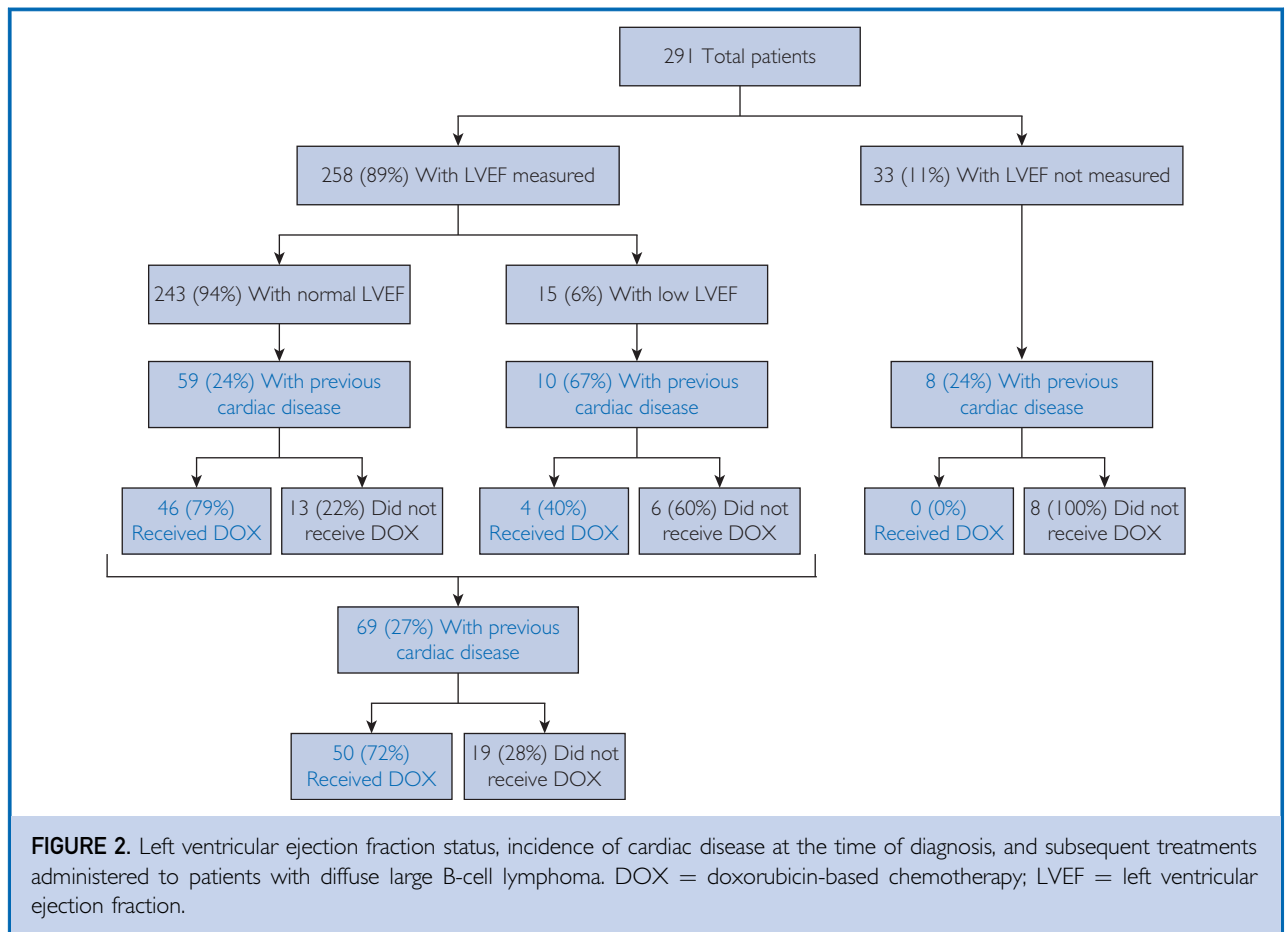 291 Total patients
258 (89%) With LVEF measured
33 (11%) With LVEF not measured
243 (94%) With normal LVEF
15 (6%) With low LVEF
59 (24%) With previous
cardiac disease
10 (67%) With previous
cardiac disease
8 (24%) With previous
cardiac disease
46 (79%)
Received DOX
13 (22%) Did not
receive DOX
4 (40%)
Received DOX
6 (60%) Did not
receive DOX
0 (0%)
Received DOX
8 (100%) Did not
receive DOX
69 (27%) With previous
cardiac disease
50 (72%)
Received DOX
19 (28%) Did not
receive DOX
FIGURE 2. Left ventricular ejection fraction status, incidence of cardiac disease at the time of diagnosis, and subsequent treatments
administered to patients with diffuse large B-cell lymphoma. DOX = doxorubicin-based chemotherapy; LVEF = left ventricular
ejection fraction.